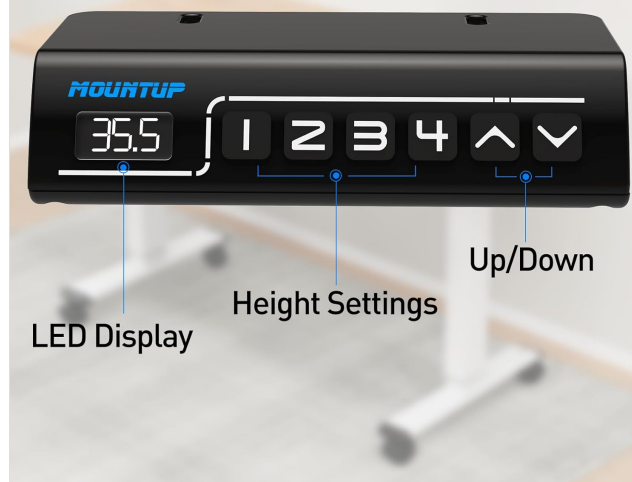 MOUNTUP
35.5
1 2 3 4
Up/Down
Height Settings
LED Display